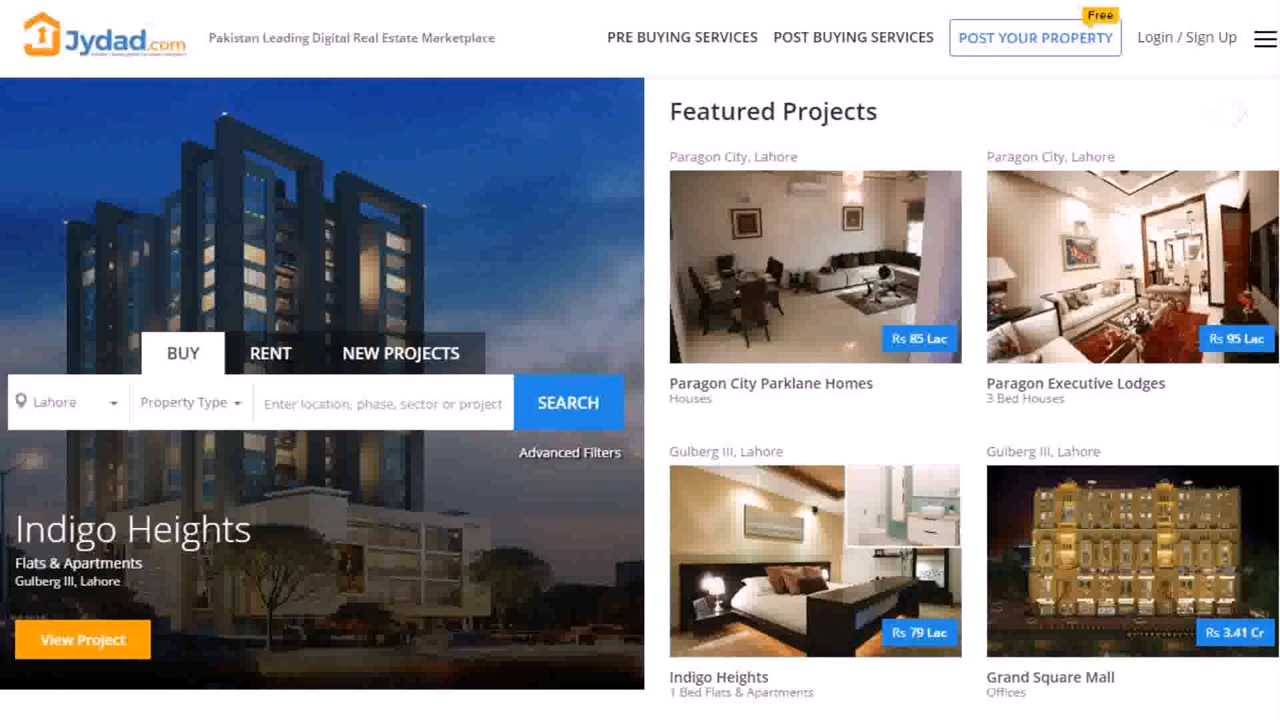 Jydad.com
Pakistan Leading Digital Real Estate Marketplace
PRE BUYING SERVICES
POST BUYING SERVICES
Free
POST YOUR PROPERTY
Login / Sign Up
BUY
RENT
NEW PROJECTS
Lahore
Property Type
Enter location, phase, sector or project
SEARCH
Advanced Filters
Indigo Heights
Flats & Apartments
Gulberg III, Lahore
View Project
Featured Projects
Paragon City, Lahore
Rs 85 Lac
Paragon City Parklane Homes
Houses
Paragon City, Lahore
Rs 95 Lac
Paragon Executive Lodges
3 Bed Houses
Gulberg III, Lahore
Rs 79 Lac
Indigo Heights
1 Bed Flats & Apartments
Gulberg III, Lahore
Rs 3.41 Cr
Grand Square Mall
Offices